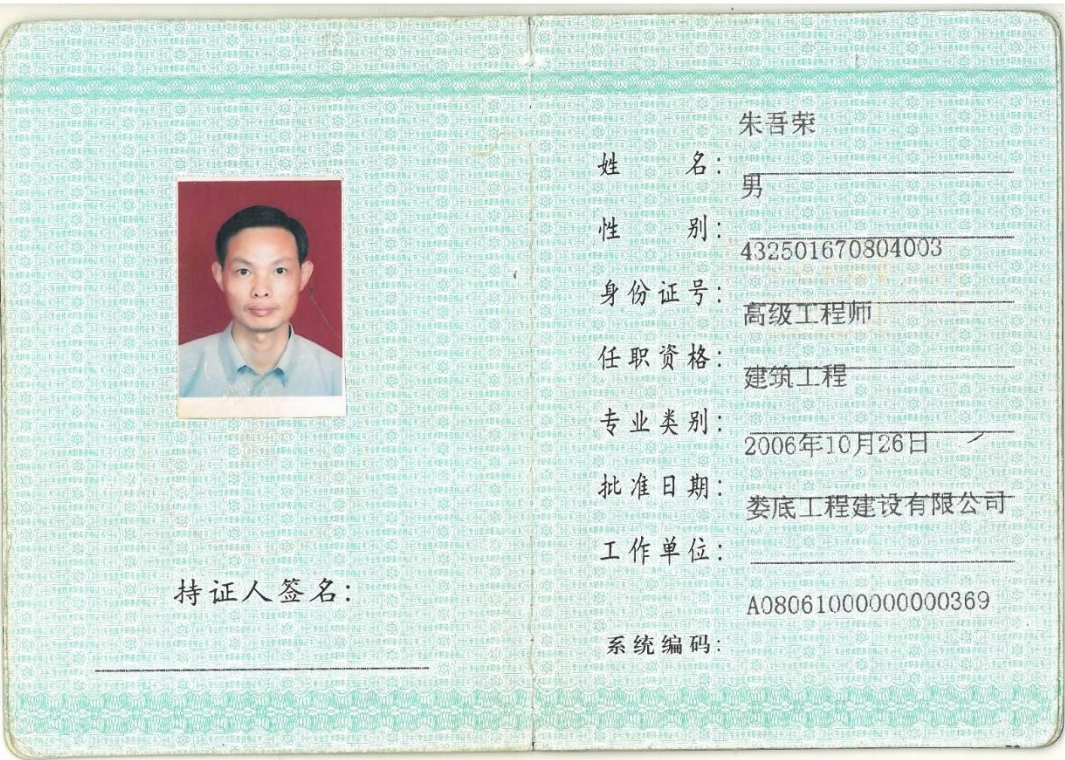 持证人签名:
朱吾荣
姓 名:
男
性 别:
432501670804003
身份证号:
高级工程师
任职资格:
建筑工程
专业类别:
2006年10月26日
批准日期:
娄底工程建设有限公司
工作单位:
A08061000000000369
系统编码: